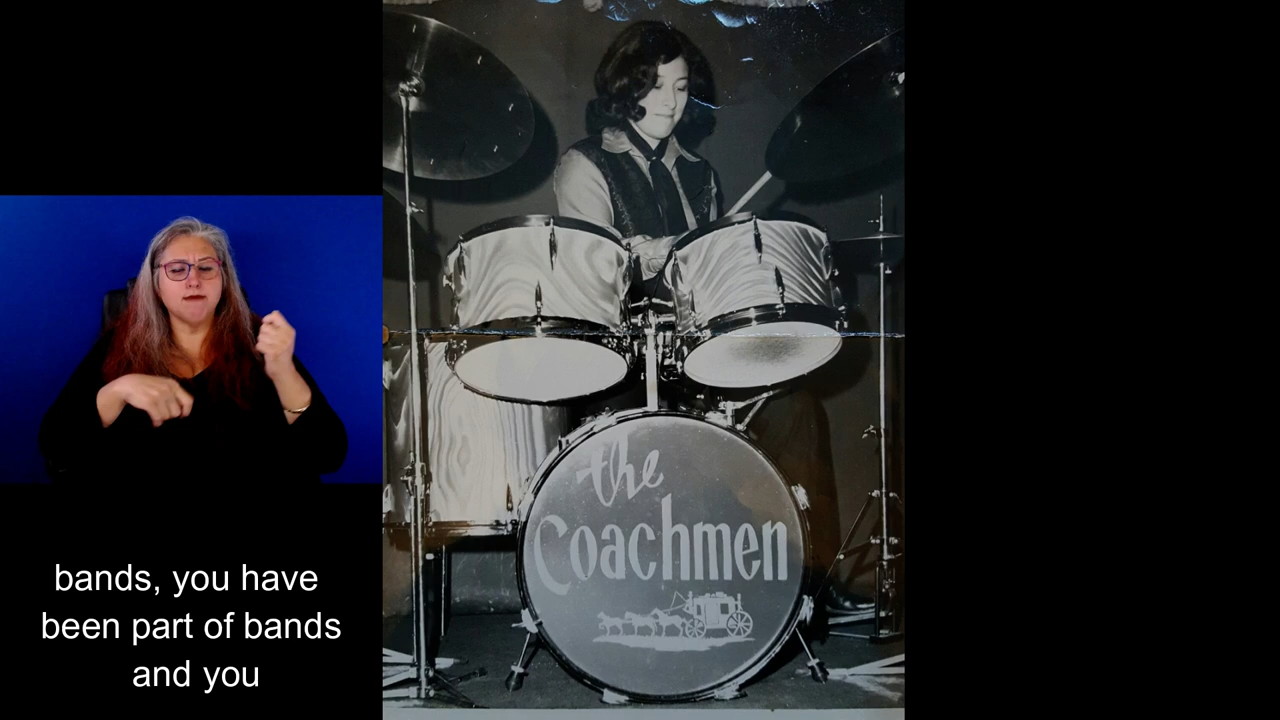 bands, you have
been part of bands
and you
the
Coachmen